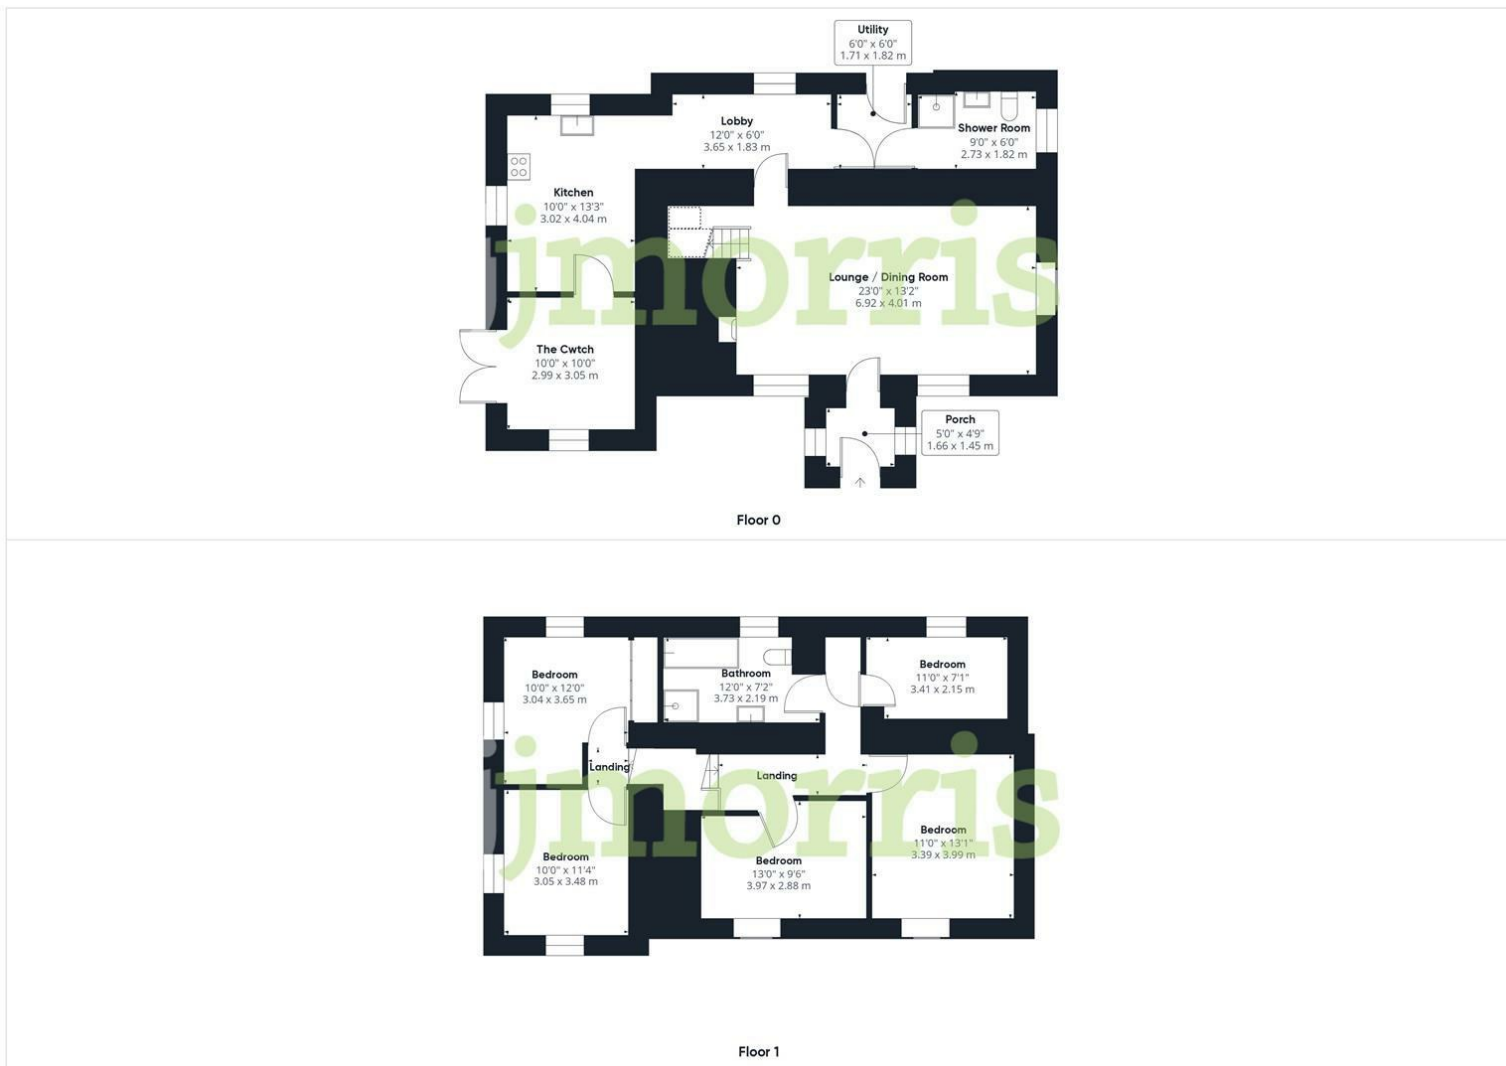 Utility
6'0" x 6'0"
1.71 x 1.82 m
Lobby
12'0" x 6'0"
3.65 x 1.83 m
Shower Room
9'0" x 6'0"
2.73 x 1.82 m
Kitchen
10'0" x 13'3"
3.02 x 4.04 m
jjmorris
Lounge / Dining Room
23'0" x 13'2"
6.92 x 4.01 m
The Cwtch
10'0" x 10'0"
2.99 x 3.05 m
Porch
5'0" x 4'9"
1.66 x 1.45 m
Floor 0
Bedroom
10'0" x 12'0"
3.04 x 3.65 m
Bathroom
12'0" x 7'2"
3.73 x 2.19 m
Bedroom
11'0" x 7'1"
3.41 x 2.15 m
Landing
Landing
jjmorris
Bedroom
10'0" x 11'4"
3.05 x 3.48 m
Bedroom
13'0" x 9'6"
3.97 x 2.88 m
Bedroom
11'0" x 13'1"
3.39 x 3.99 m
Floor 1